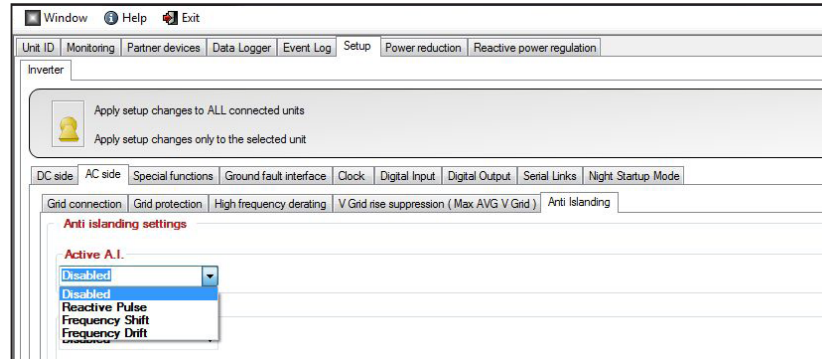 Window Help Exit
Unit ID Monitoring Partner devices Data Logger Event Log Setup Power reduction Reactive power regulation
Inverter
Apply setup changes to ALL connected units
Apply setup changes only to the selected unit
DC side AC side Special functions Ground fault interface Clock Digital Input Digital Output Serial Links Night Startup Mode
Grid connection Grid protection High frequency derating V Grid rise suppression ( Max AVG V Grid ) Anti Islanding
Anti islanding settings
Active A.I.
Disabled
Disabled
Reactive Pulse
Frequency Shift
Frequency Drift
Disabled